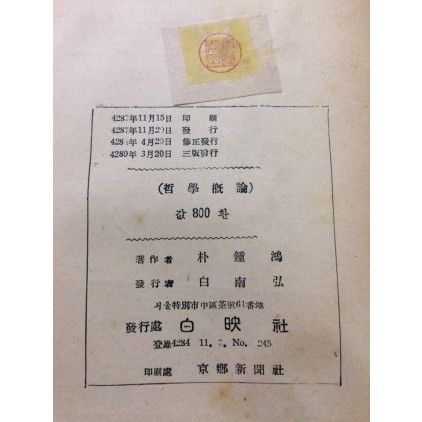 4287年11月15日 印刷
4287年11月20日 發行
428 年 4月20日 修正發行
4289年 3月20日 三版發行
(哲學槪論)
값 800 환
著作者 朴鍾鴻
發行者 白南弘
서울特別市中區茶洞61番地
發行處 白映社
登錄4284 11. 7. No. 245
印刷處 京鄕新聞社